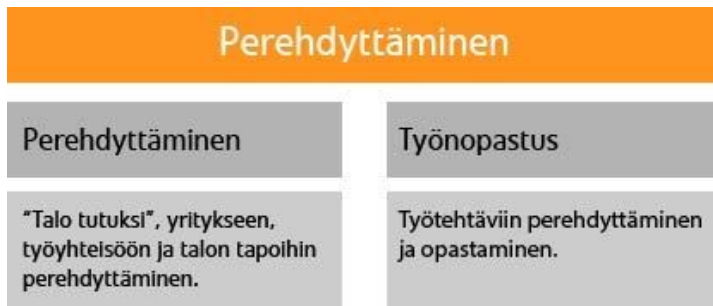 Perehdyttäminen
Perehdyttäminen
"Talo tutuksi", yritykseen,
työyhteisöön ja talon tapoihin
perehdyttäminen.
Työnopastus
Työtehtäviin perehdyttäminen
ja opastaminen.